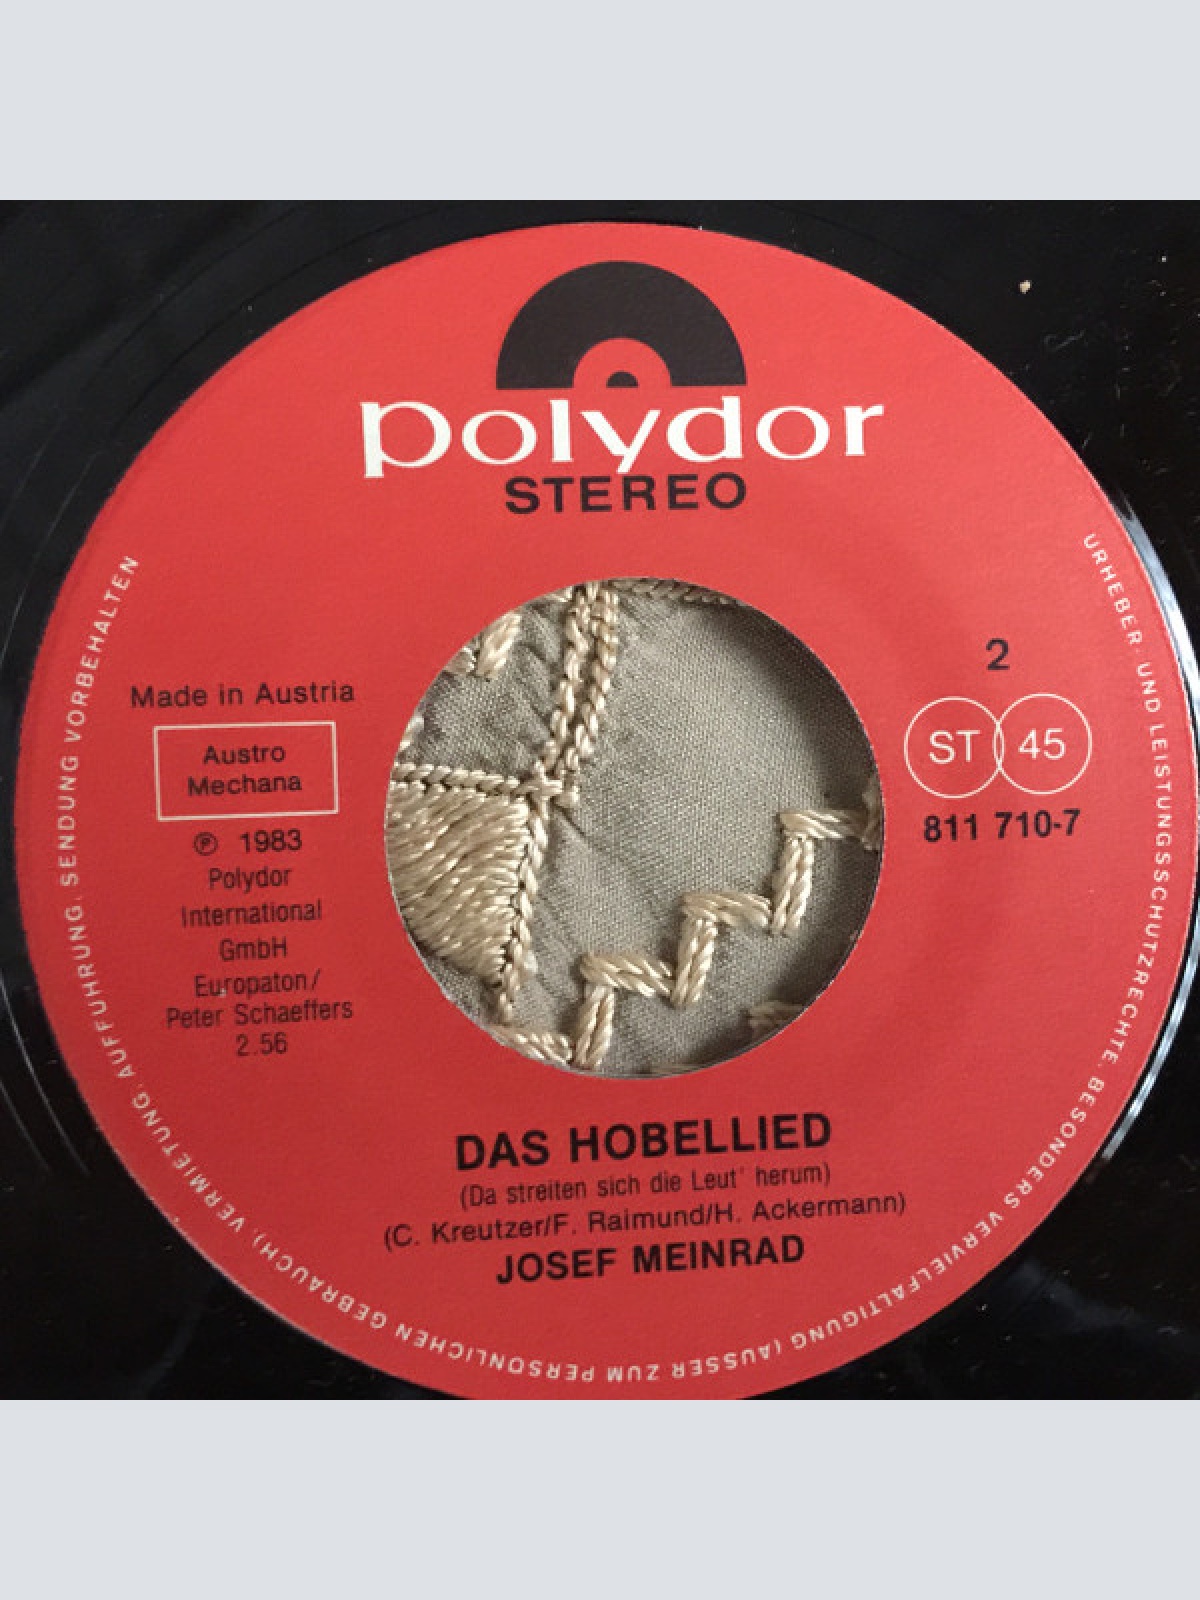 polydor
STEREO
Made in Austria
Austro
Mechana
℗ 1983
Polydor
International
GmbH
Europaton/
Peter Schaeffers
2.56
2
ST 45
811 710-7
DAS HOBELLIED
(Da streiten sich die Leut' herum)
(C. Kreutzer/F. Raimund/H. Ackermann)
JOSEF MEINRAD
URHEBER- UND LEISTUNGSSCHUTZRECHTE, BESONDERS VERVIELFÄLTIGUNG (AUSSER ZUM PERSÖNLICHEN GEBRAUCH), VERMIETUNG, AUFFÜHRUNG, SENDUNG VORBEHALTEN